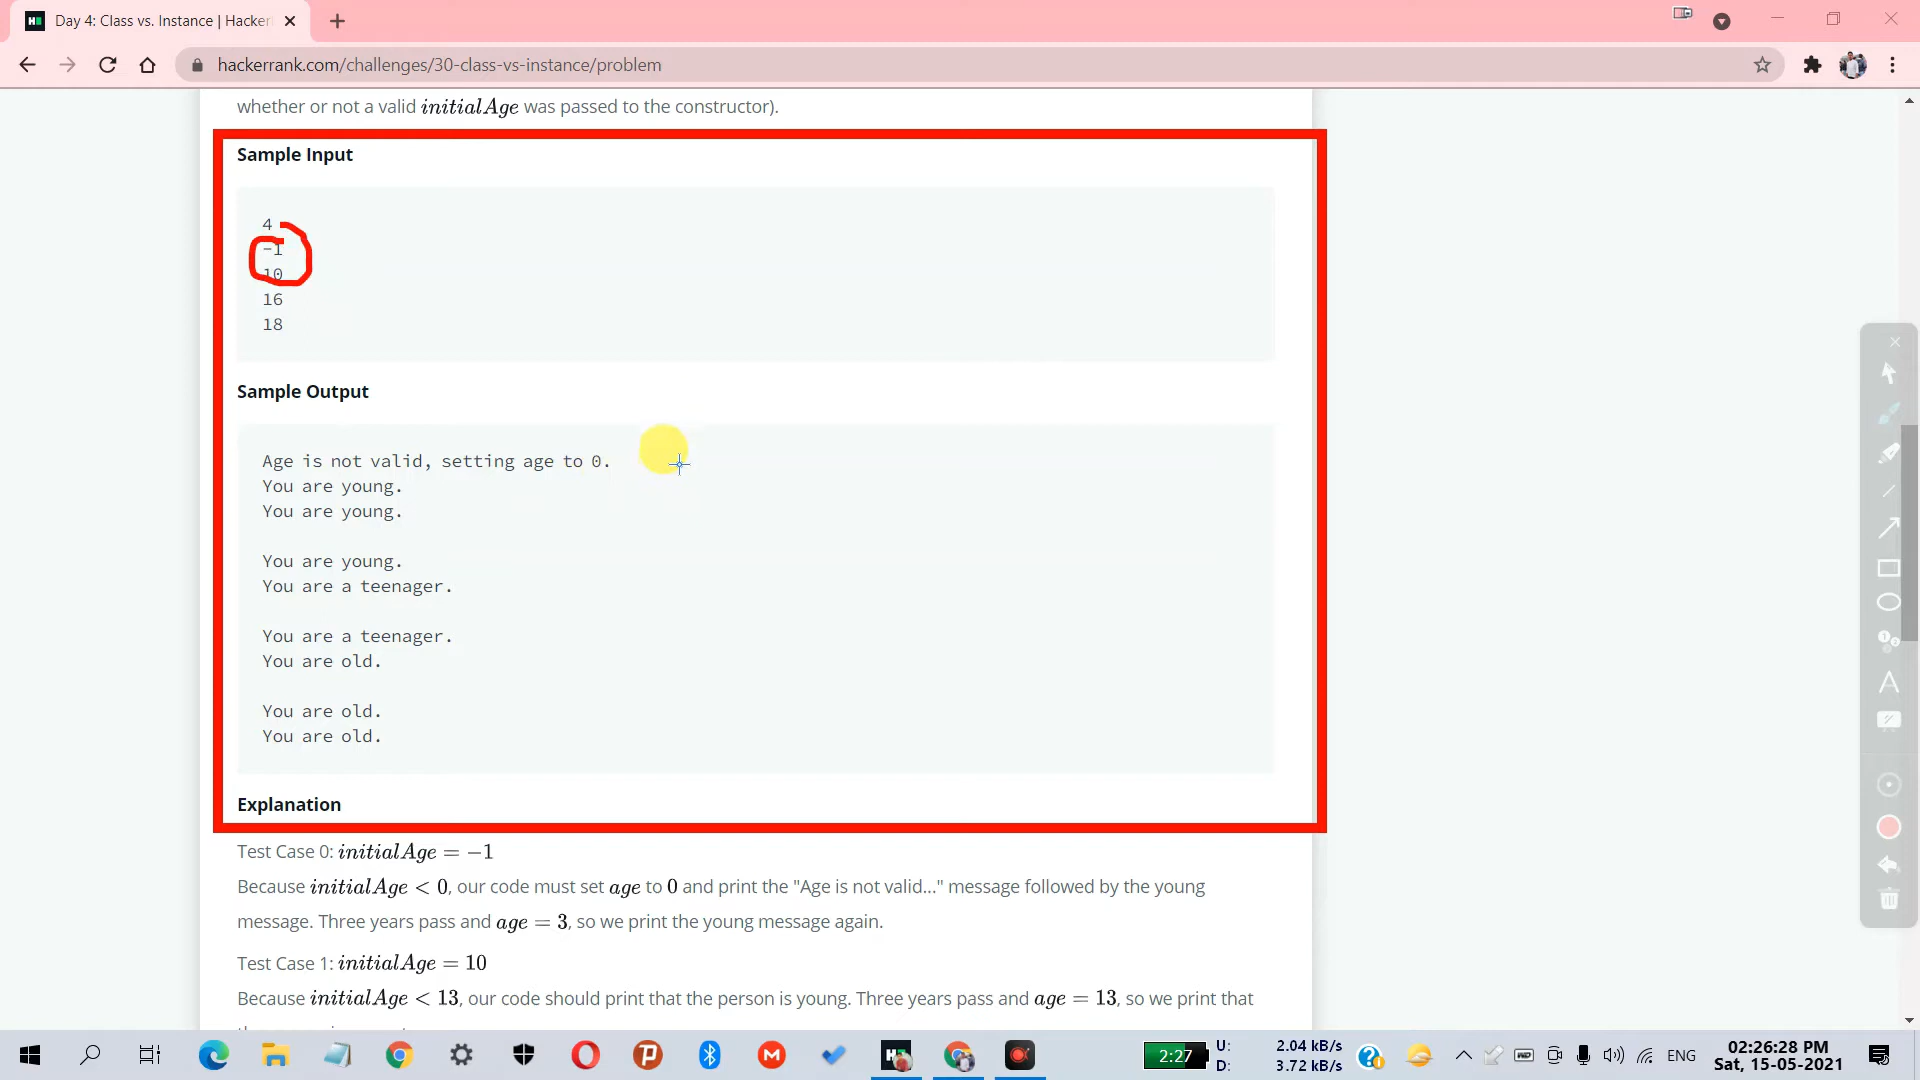 Day 4: Class vs. Instance | Hacker
hackerrank.com/challenges/30-class-vs-instance/problem
whether or not a valid initialAge was passed to the constructor).
Sample Input
4
-1
10
16
18
Sample Output
Age is not valid, setting age to 0.
You are young.
You are young.
You are young.
You are a teenager.
You are a teenager.
You are old.
You are old.
You are old.
Explanation
Test Case 0: initialAge = −1
Because initialAge < 0, our code must set age to 0 and print the "Age is not valid..." message followed by the young
message. Three years pass and age = 3, so we print the young message again.
Test Case 1: initialAge = 10
Because initialAge < 13, our code should print that the person is young. Three years pass and age = 13, so we print that
2:27
U: 2.04 kB/s
D: 3.72 kB/s
ENG
02:26:28 PM
Sat, 15-05-2021